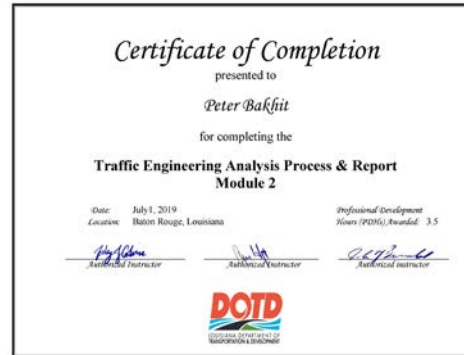 Certificate of Completion
presented to
Peter Bakhit
for completing the
Traffic Engineering Analysis Process & Report
Module 2
Date: July1, 2019
Location: Baton Rouge, Louisiana
Professional Development
Hours (PDHs) Awarded: 3.5
Authorized Instructor
Authorized Instructor
Authorized instructor
DOTD
LOUISIANA DEPARTMENT OF
TRANSPORTATION & DEVELOPMENT